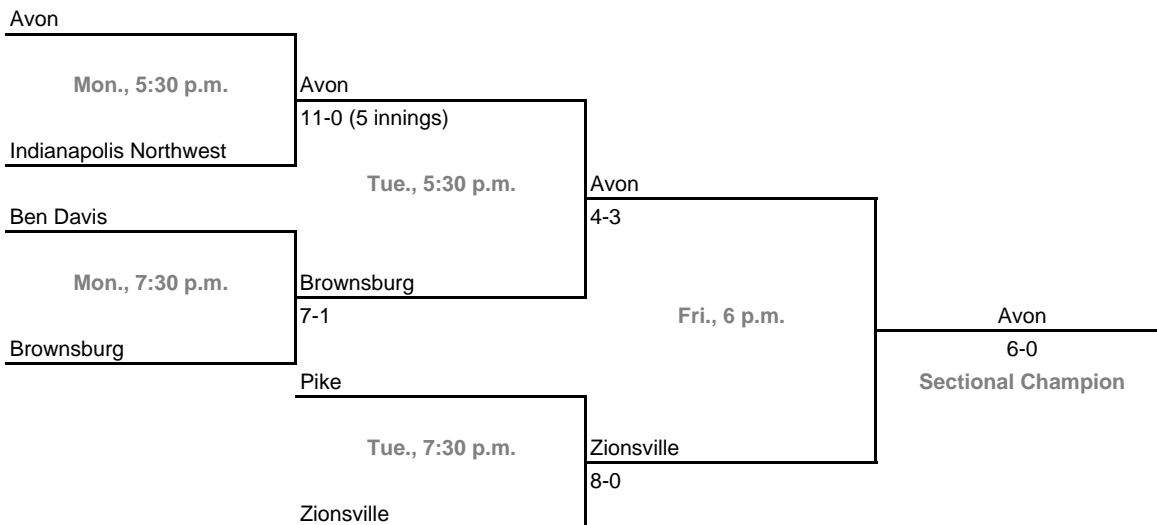 Avon
Mon., 5:30 p.m.
Avon
11-0 (5 innings)
Indianapolis Northwest
Tue., 5:30 p.m.
Avon
4-3
Ben Davis
Mon., 7:30 p.m.
Brownsburg
7-1
Brownsburg
Fri., 6 p.m.
Avon
6-0
Sectional Champion
Pike
Tue., 7:30 p.m.
Zionsville
8-0
Zionsville